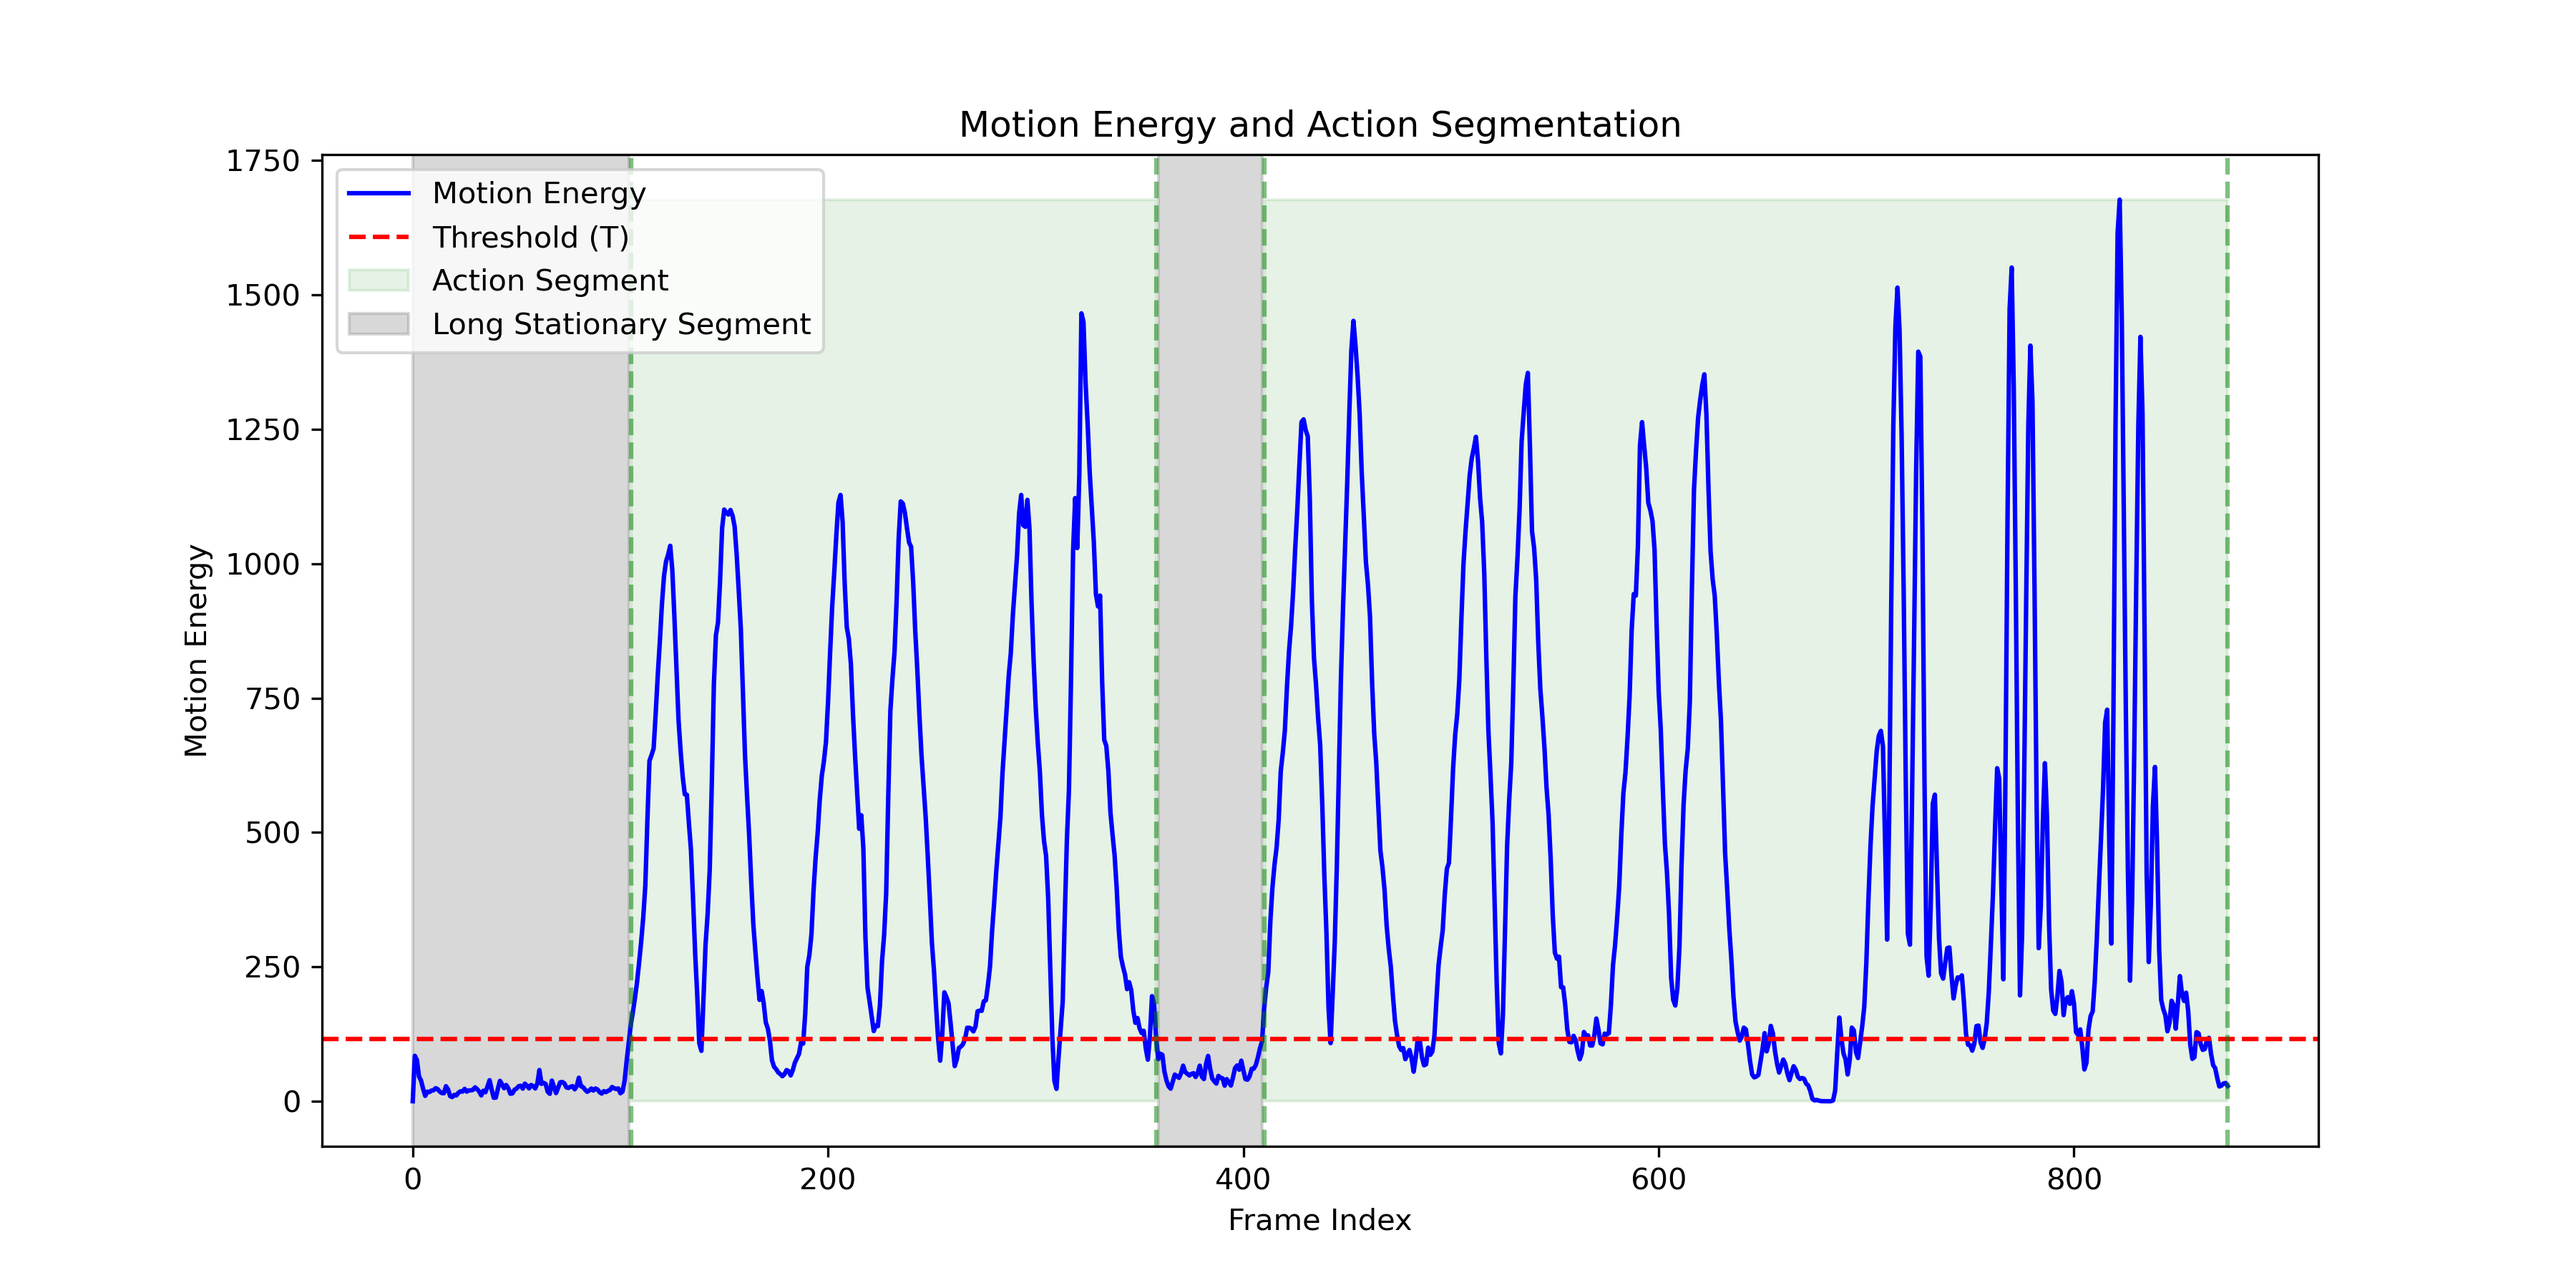 Motion Energy and Action Segmentation
1750
1500
1250
1000
750
500
250
0
Motion Energy
Motion Energy
Threshold (T)
Action Segment
Long Stationary Segment
0 200 400 600 800
Frame Index